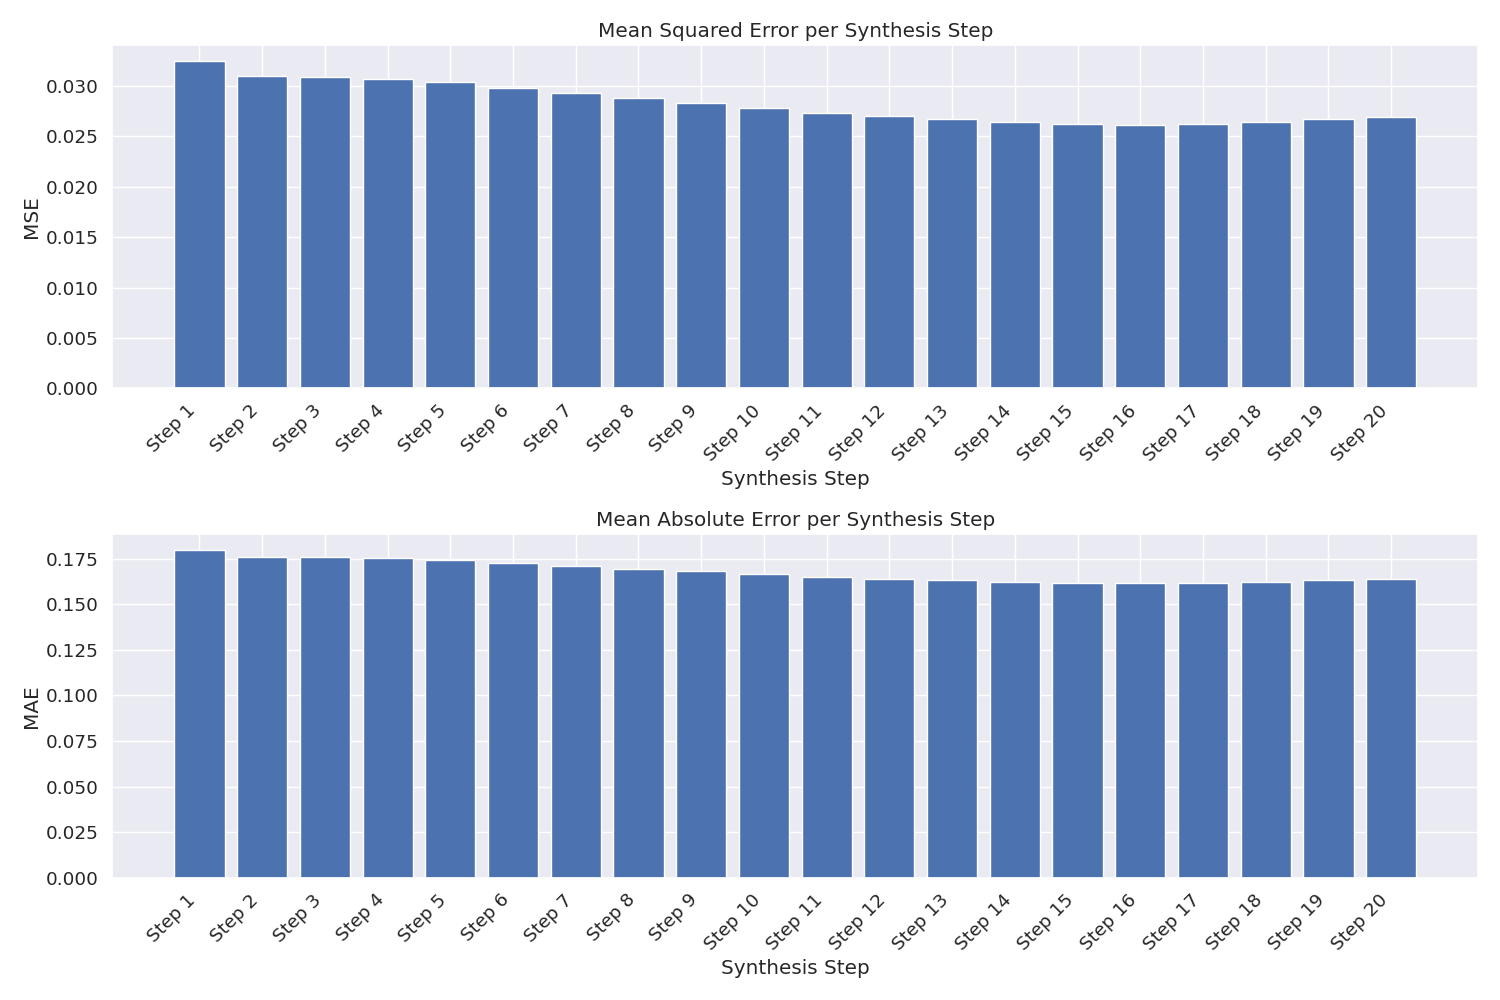 Mean Squared Error per Synthesis Step
MSE
0.030
0.025
0.020
0.015
0.010
0.005
0.000
Step 1
Step 2
Step 3
Step 4
Step 5
Step 6
Step 7
Step 8
Step 9
Step 10
Step 11
Step 12
Step 13
Step 14
Step 15
Step 16
Step 17
Step 18
Step 19
Step 20
Synthesis Step
Mean Absolute Error per Synthesis Step
MAE
0.175
0.150
0.125
0.100
0.075
0.050
0.025
0.000
Step 1
Step 2
Step 3
Step 4
Step 5
Step 6
Step 7
Step 8
Step 9
Step 10
Step 11
Step 12
Step 13
Step 14
Step 15
Step 16
Step 17
Step 18
Step 19
Step 20
Synthesis Step